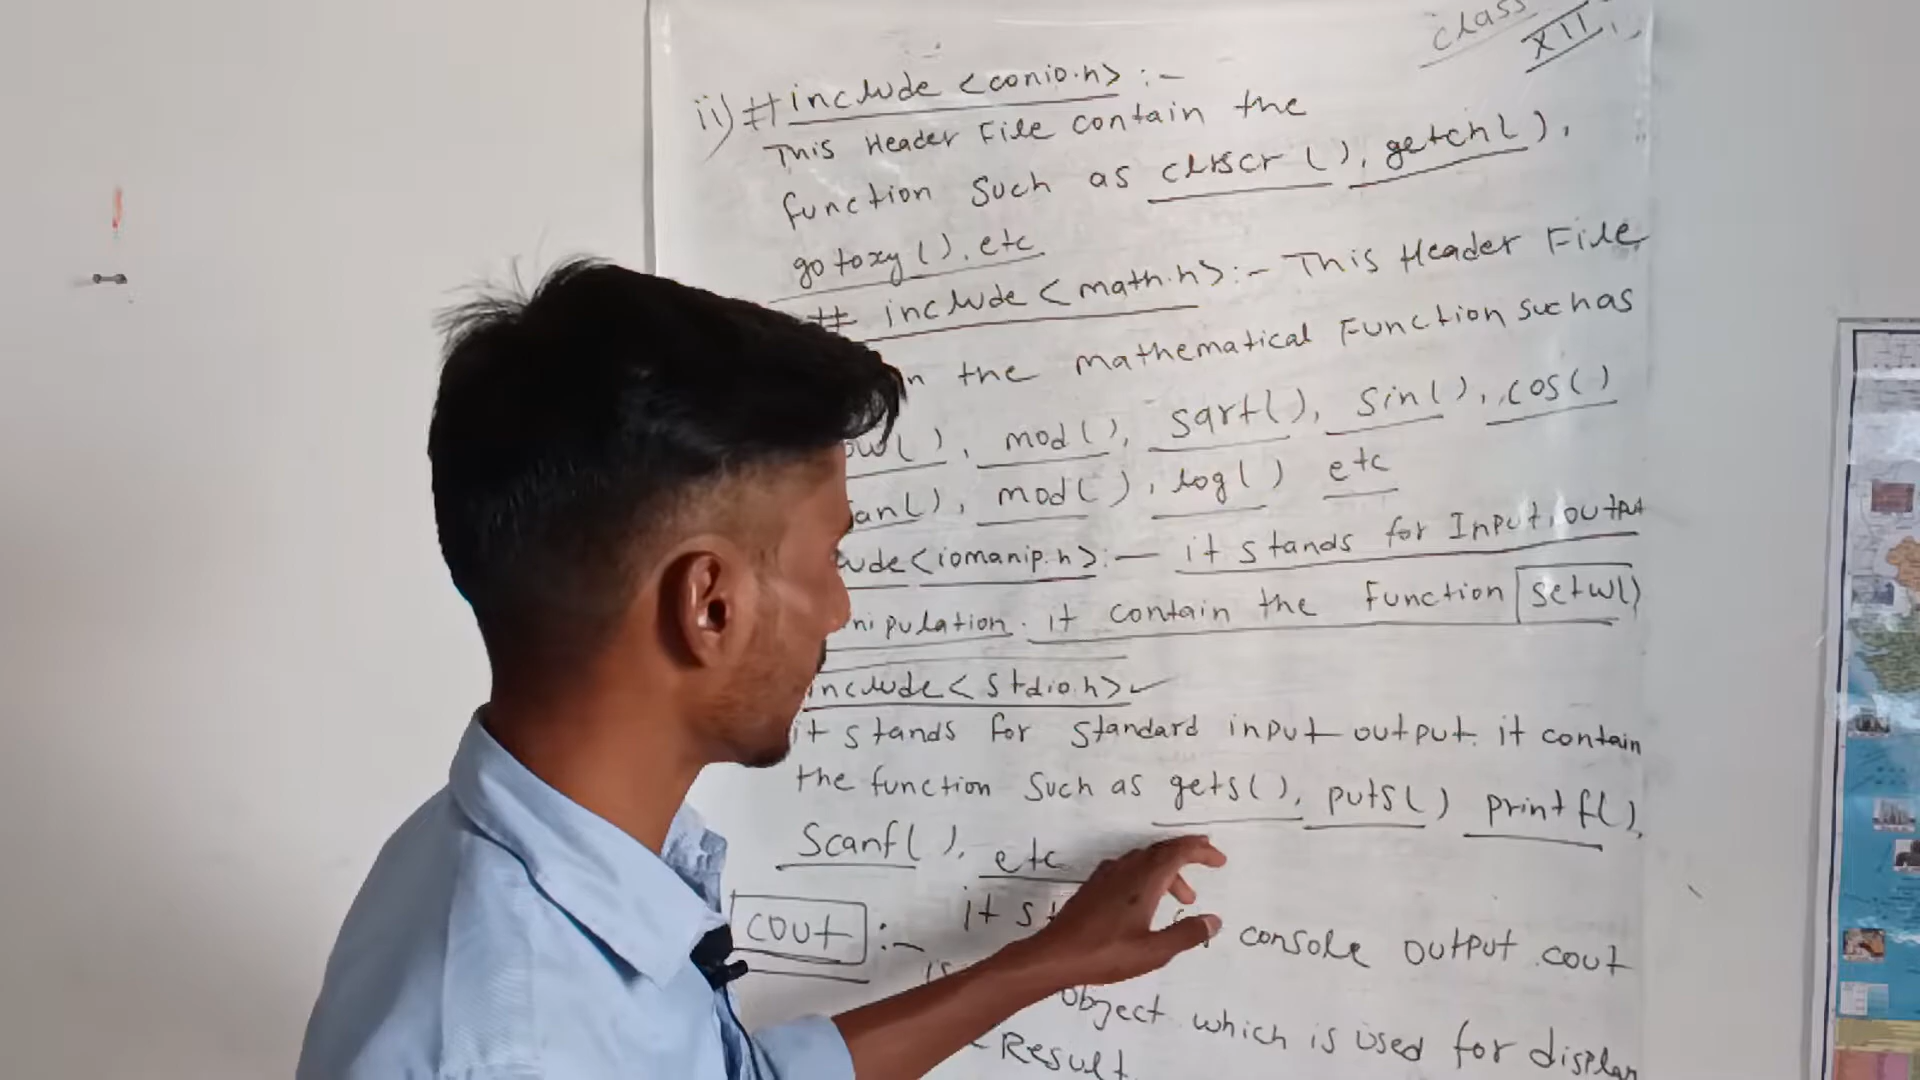 class
XII
ii) #include <conio.h> :-
This Header File contain the
function such as clrscr (), getch(),
gotoxy(), etc
# include <math.h>:- This Header File
the mathematical Function such as
mod(), sqrt(), sin(), cos()
mod(), log() etc
<iomanip.h>:- it stands for Input, output
it contain the function setw()
include< stdio.h>
it stands for standard input output. it contain
the function such as gets(), puts() printf(),
scanf(), etc
cout :- it console output cout
object which is used for display
Result